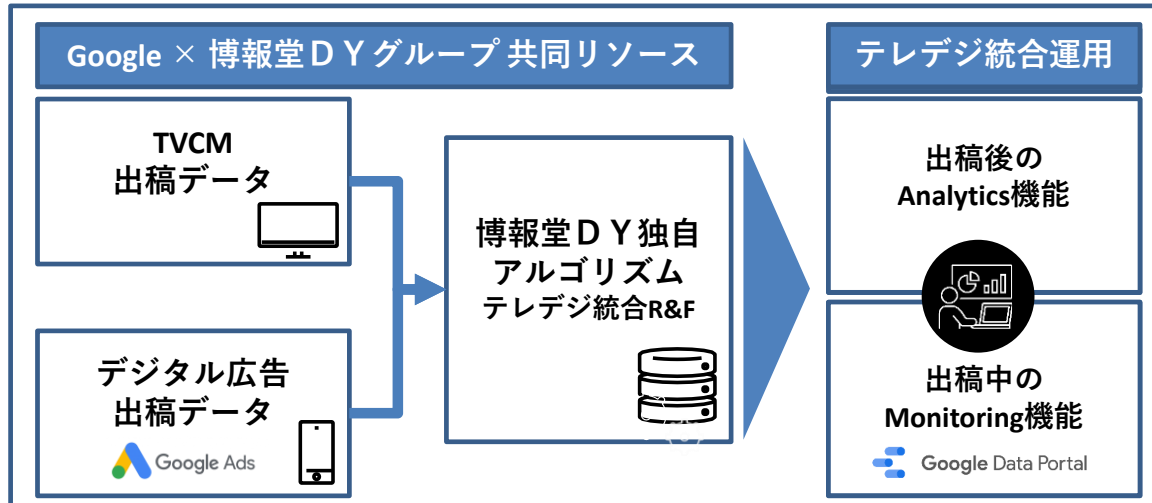 Google × 博報堂ＤＹグループ 共同リソース
テレデジ統合運用
TVCM
出稿データ
デジタル広告
出稿データ
Google Ads
博報堂ＤＹ独自
アルゴリズム
テレデジ統合R&F
出稿後の
Analytics機能
出稿中の
Monitoring機能
Google Data Portal